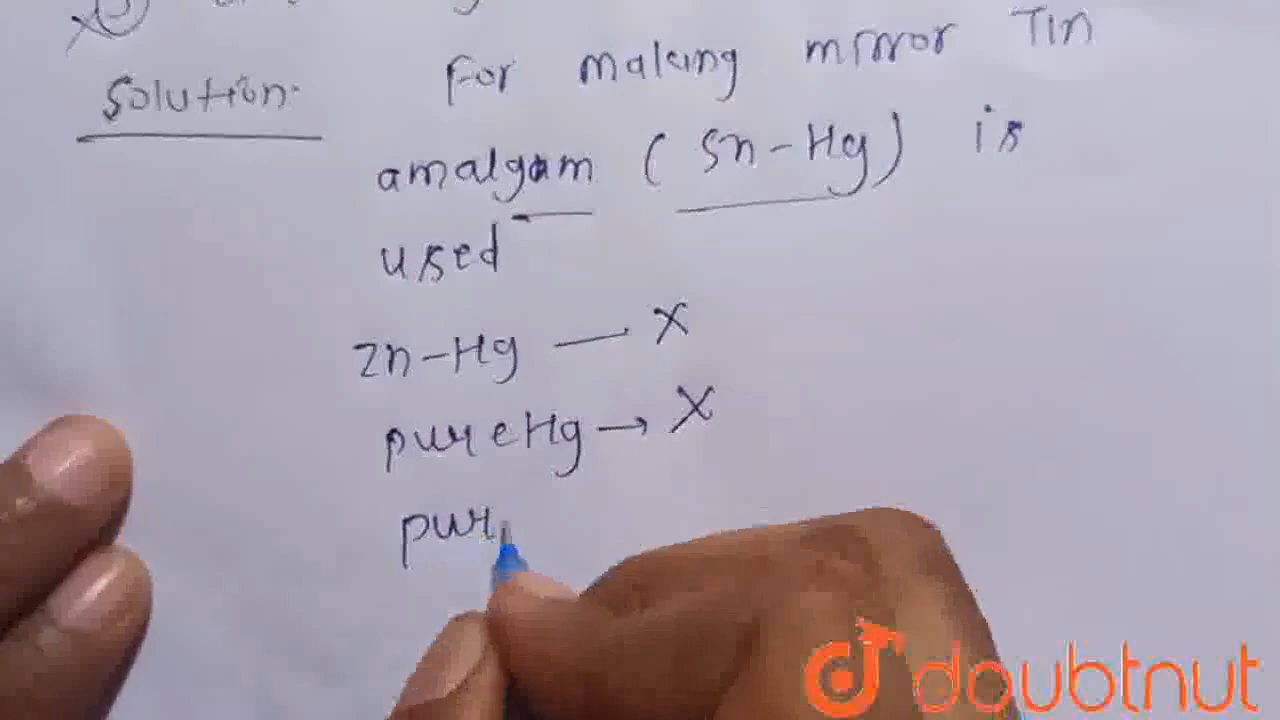 Solution.
For making mirror Tin
amalgam (Sn-Hg) is
used
Zn-Hg — X
pure Hg → X
pur
doubtnut